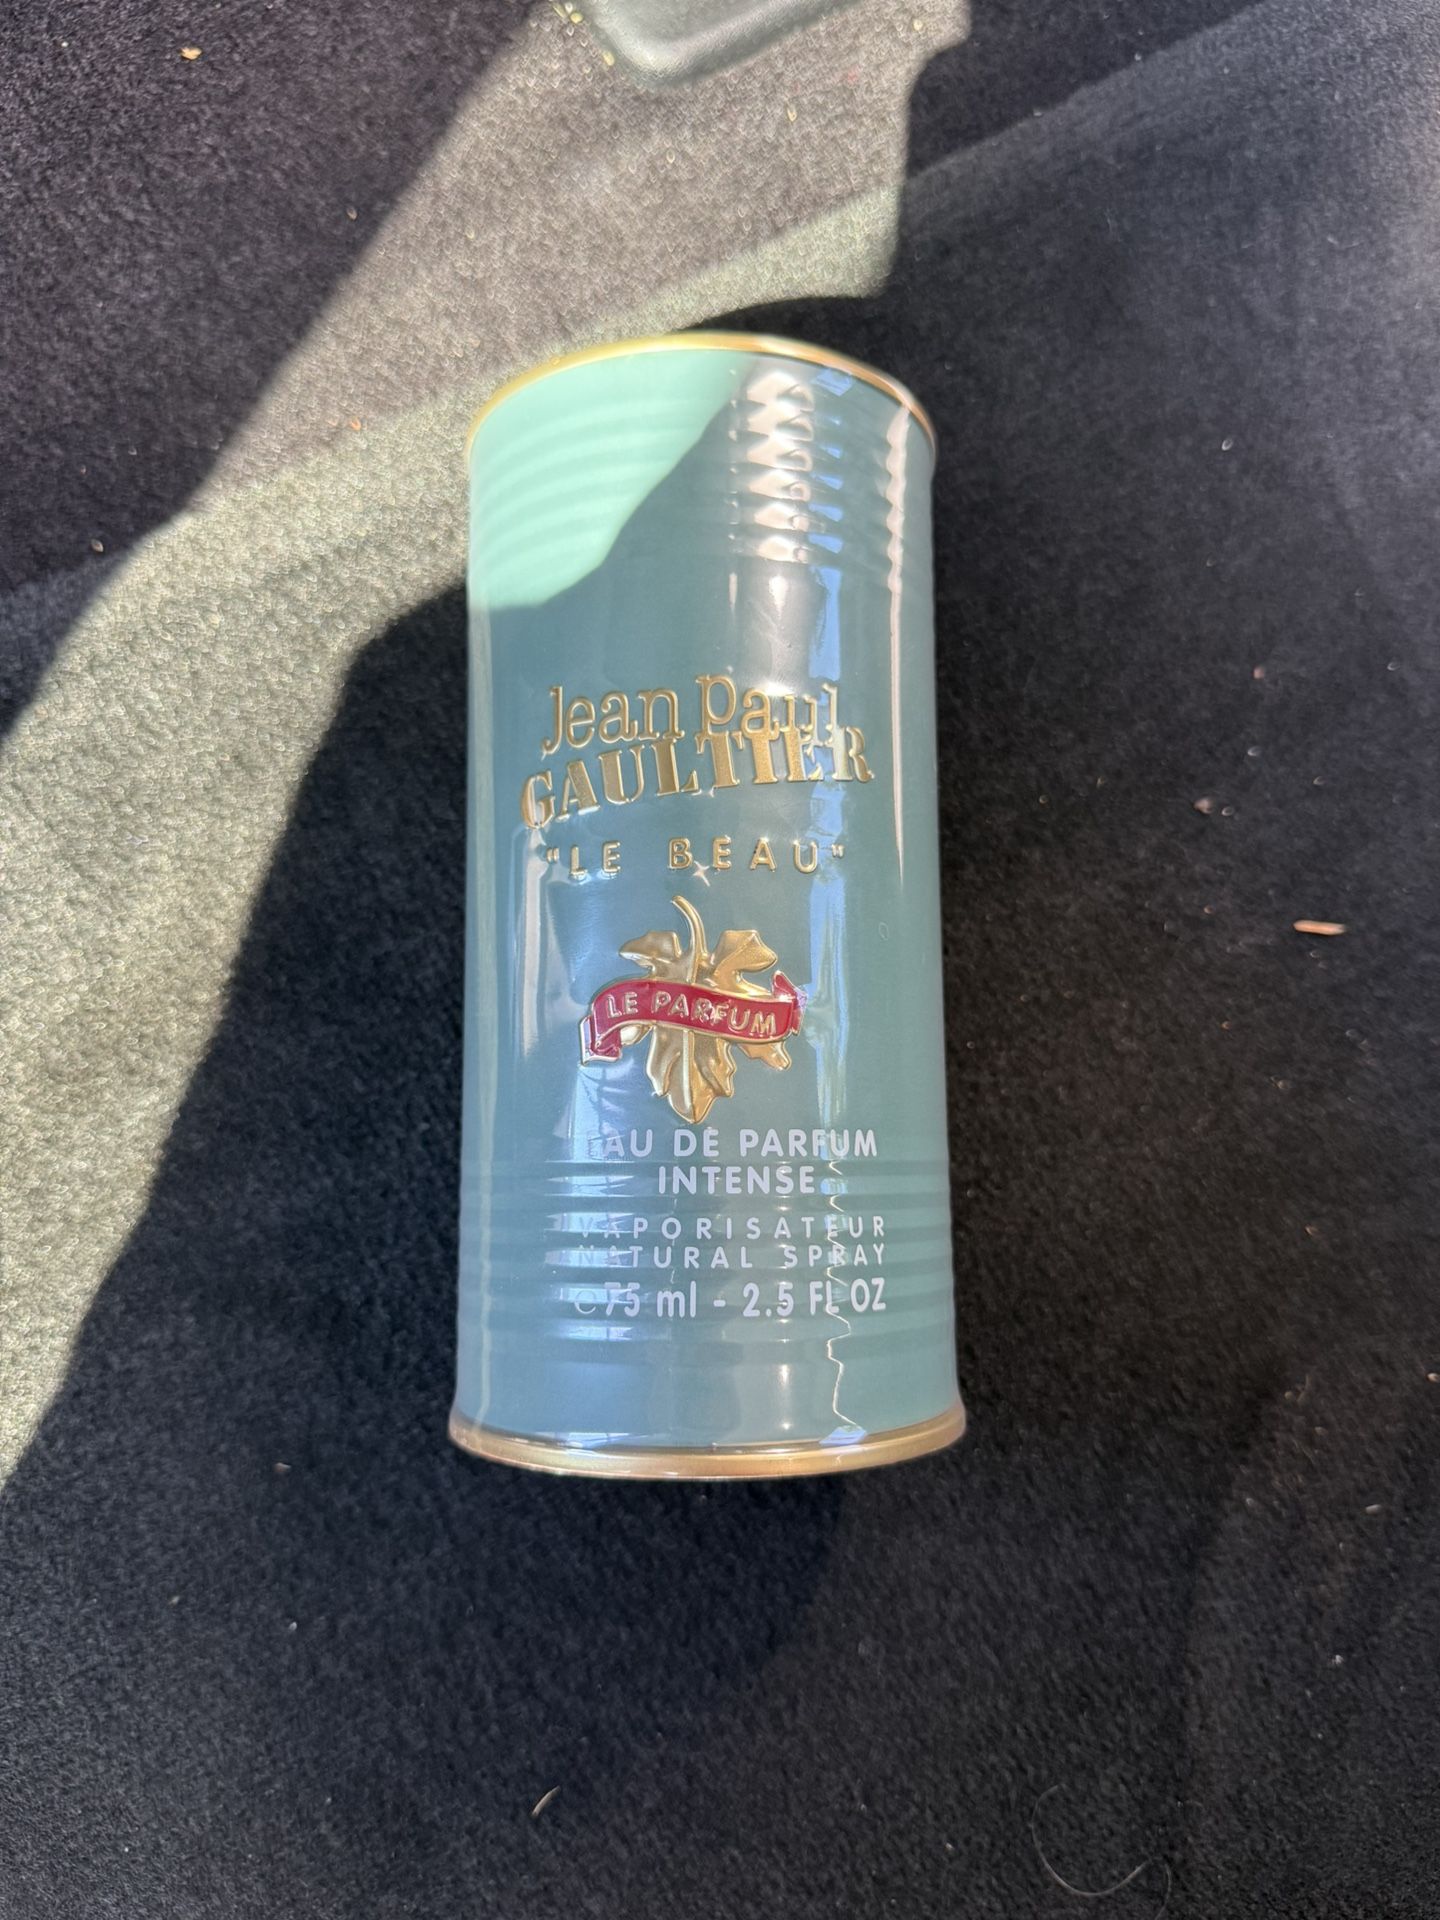 Jean Paul
GAULTIER
"LE BEAU"
LE PARFUM
EAU DE PARFUM
INTENSE
VAPORISATEUR
NATURAL SPRAY
℮75 ml - 2.5 FL OZ